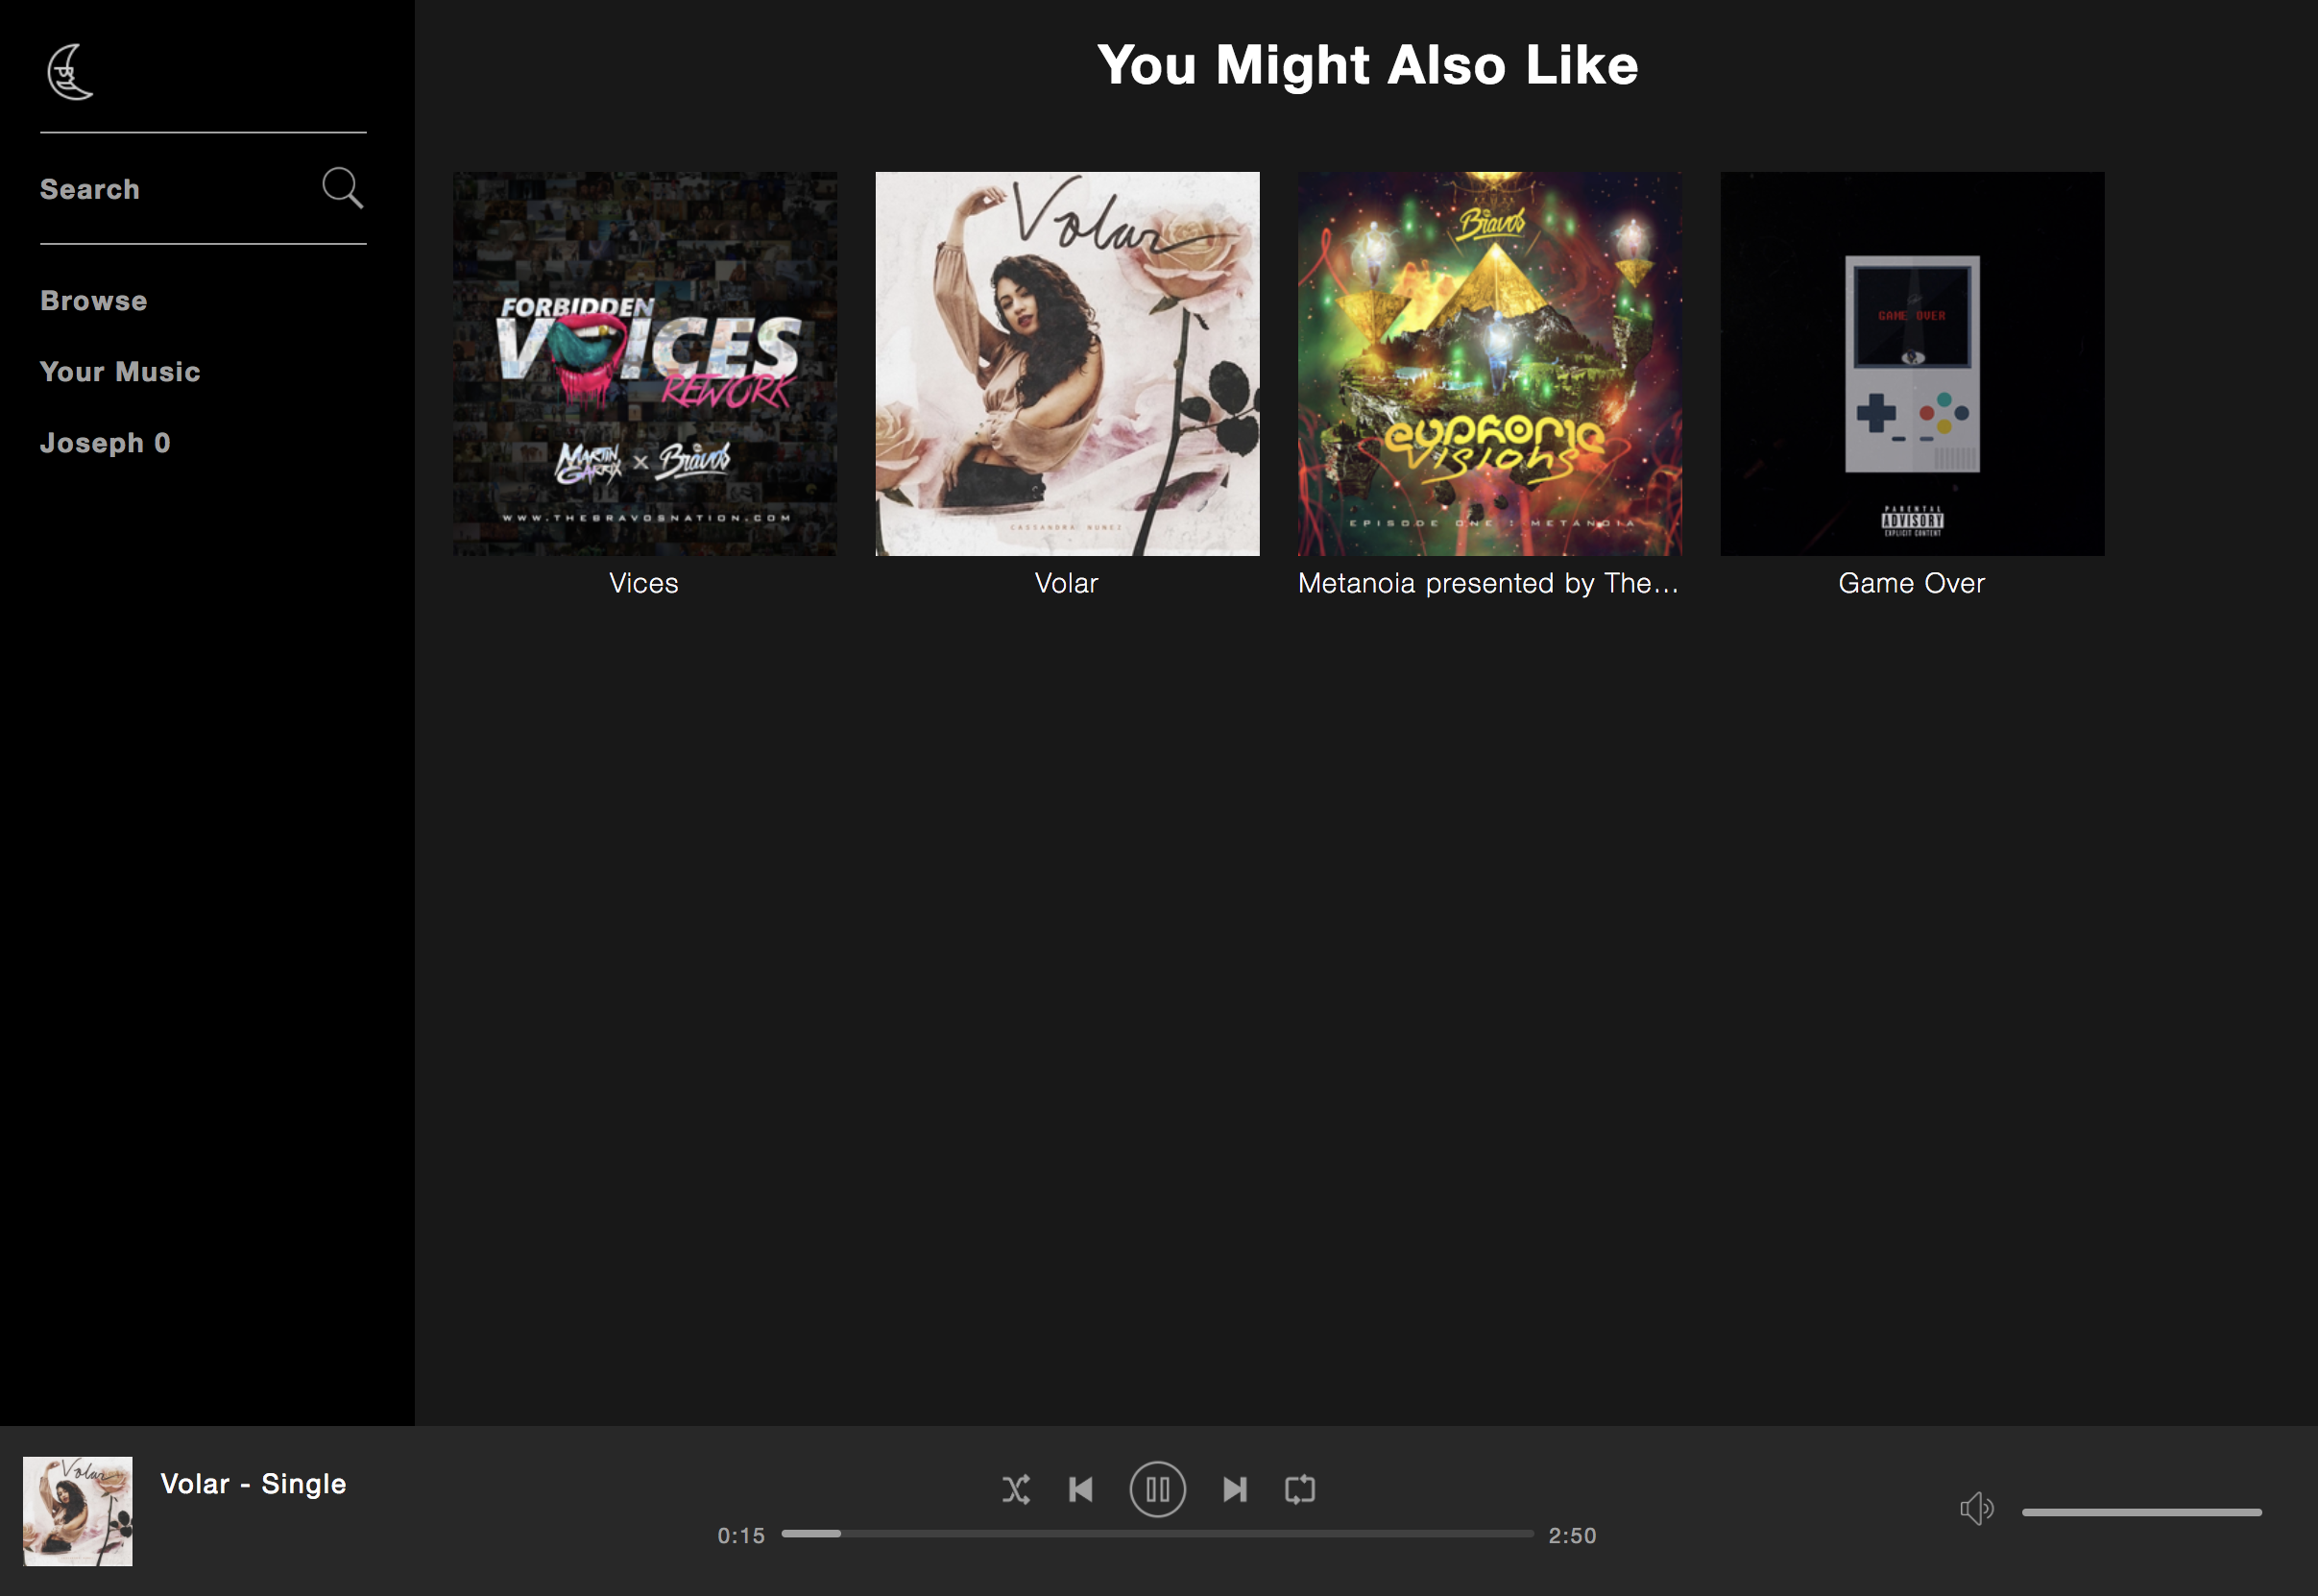 You Might Also Like
Search
Browse
Your Music
Joseph 0
FORBIDDEN
VOICES
REWORK
MARTIN
GARRIX
x Bravos
WWW.THEBRAVOSNATION.COM
Vices
Volar
CASSANDRA NUNEZ
Volar
Bravos
euphoric
visions
EPISODE ONE : METANOIA
Metanoia presented by The...
GAME OVER
PARENTAL
ADVISORY
EXPLICIT CONTENT
Game Over
Volar
Volar - Single
0:15
2:50